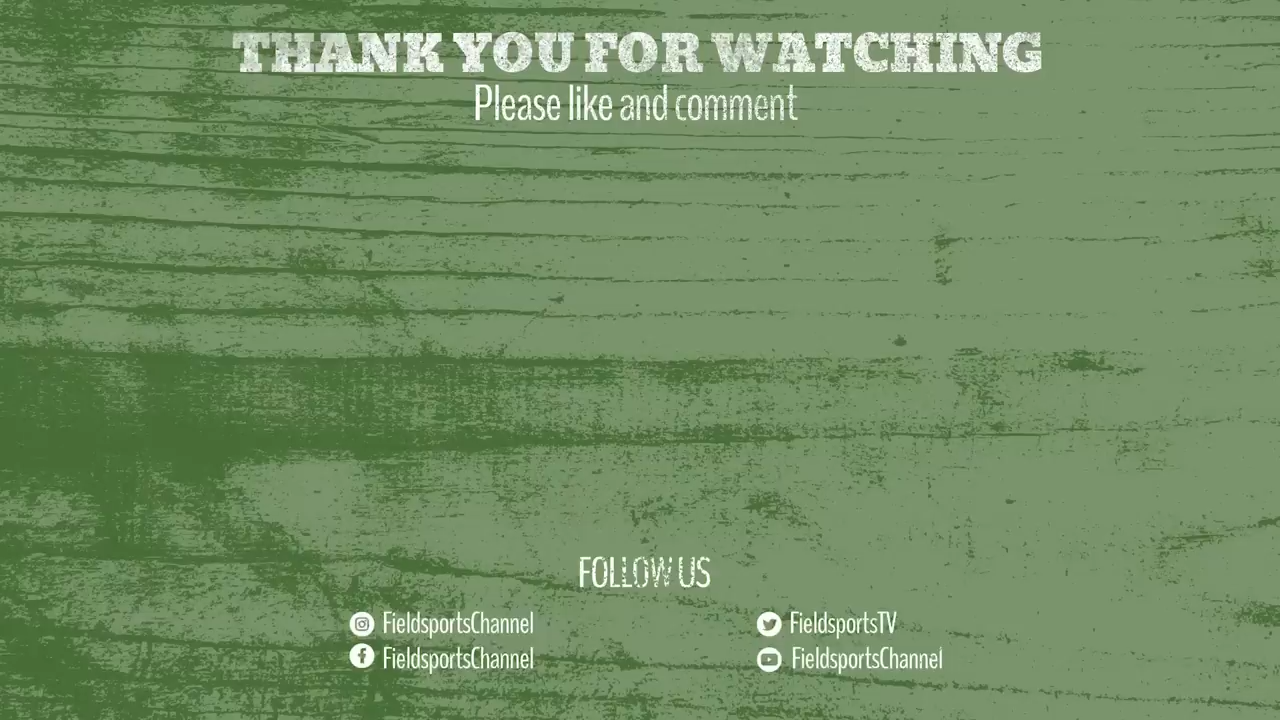 THANK YOU FOR WATCHING
Please like and comment
FOLLOW US
FieldsportsChannel
FieldsportsTV
FieldsportsChannel
FieldsportsChannel